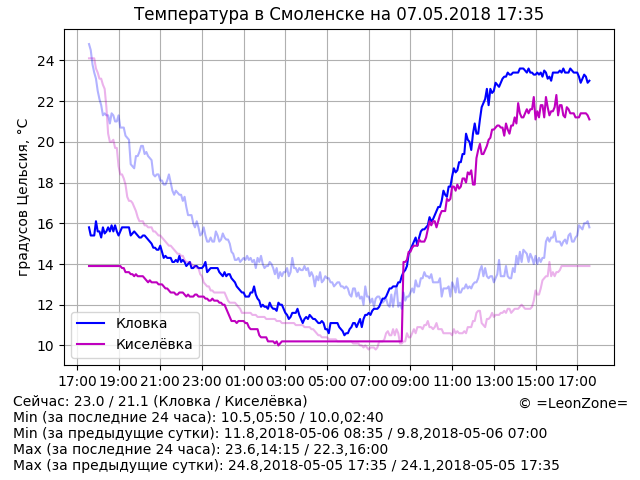 Температура в Смоленске на 07.05.2018 17:35
градусов Цельсия, °C
24
22
20
18
16
14
12
10
Кловка
Киселёвка
17:00 19:00 21:00 23:00 01:00 03:00 05:00 07:00 09:00 11:00 13:00 15:00 17:00
Сейчас: 23.0 / 21.1 (Кловка / Киселёвка)
© =LeonZone=
Min (за последние 24 часа): 10.5,05:50 / 10.0,02:40
Min (за предыдущие сутки): 11.8,2018-05-06 08:35 / 9.8,2018-05-06 07:00
Max (за последние 24 часа): 23.6,14:15 / 22.3,16:00
Max (за предыдущие сутки): 24.8,2018-05-05 17:35 / 24.1,2018-05-05 17:35